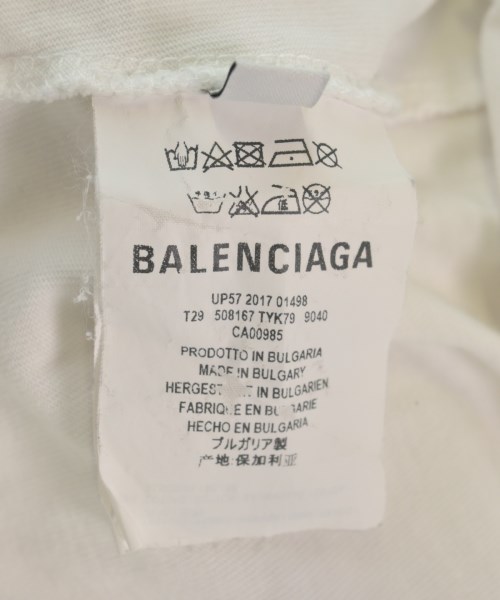 BALENCIAGA
UP57 2017 01498
T29 508167 TYK79 9040
CA00985
PRODOTTO IN BULGARIA
MADE IN BULGARY
IN BULGARIEN
FABRIQUE EN
HECHO EN BULGARIA
ブルガリア製
产地:保加利亚